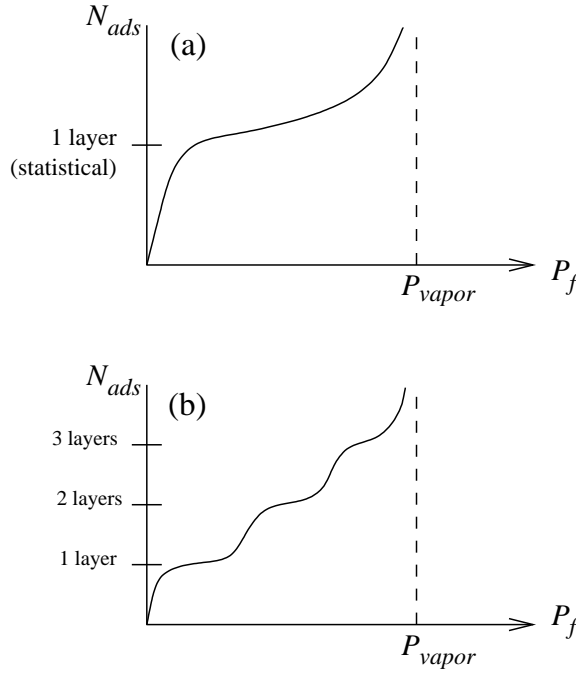 N_ads
(a)
1 layer
(statistical)
P_vapor
P_f
N_ads
(b)
3 layers
2 layers
1 layer
P_vapor
P_f